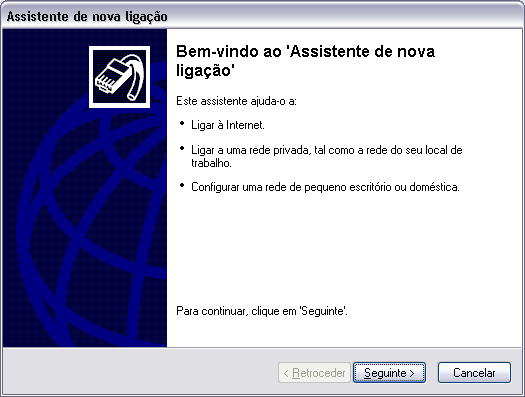 Assistente de nova ligação
Bem-vindo ao 'Assistente de nova
ligação'
Este assistente ajuda-o a:
• Ligar à Internet.
• Ligar a uma rede privada, tal como a rede do seu local de
trabalho.
• Configurar uma rede de pequeno escritório ou doméstica.
Para continuar, clique em 'Seguinte'.
< Retroceder Seguinte > Cancelar